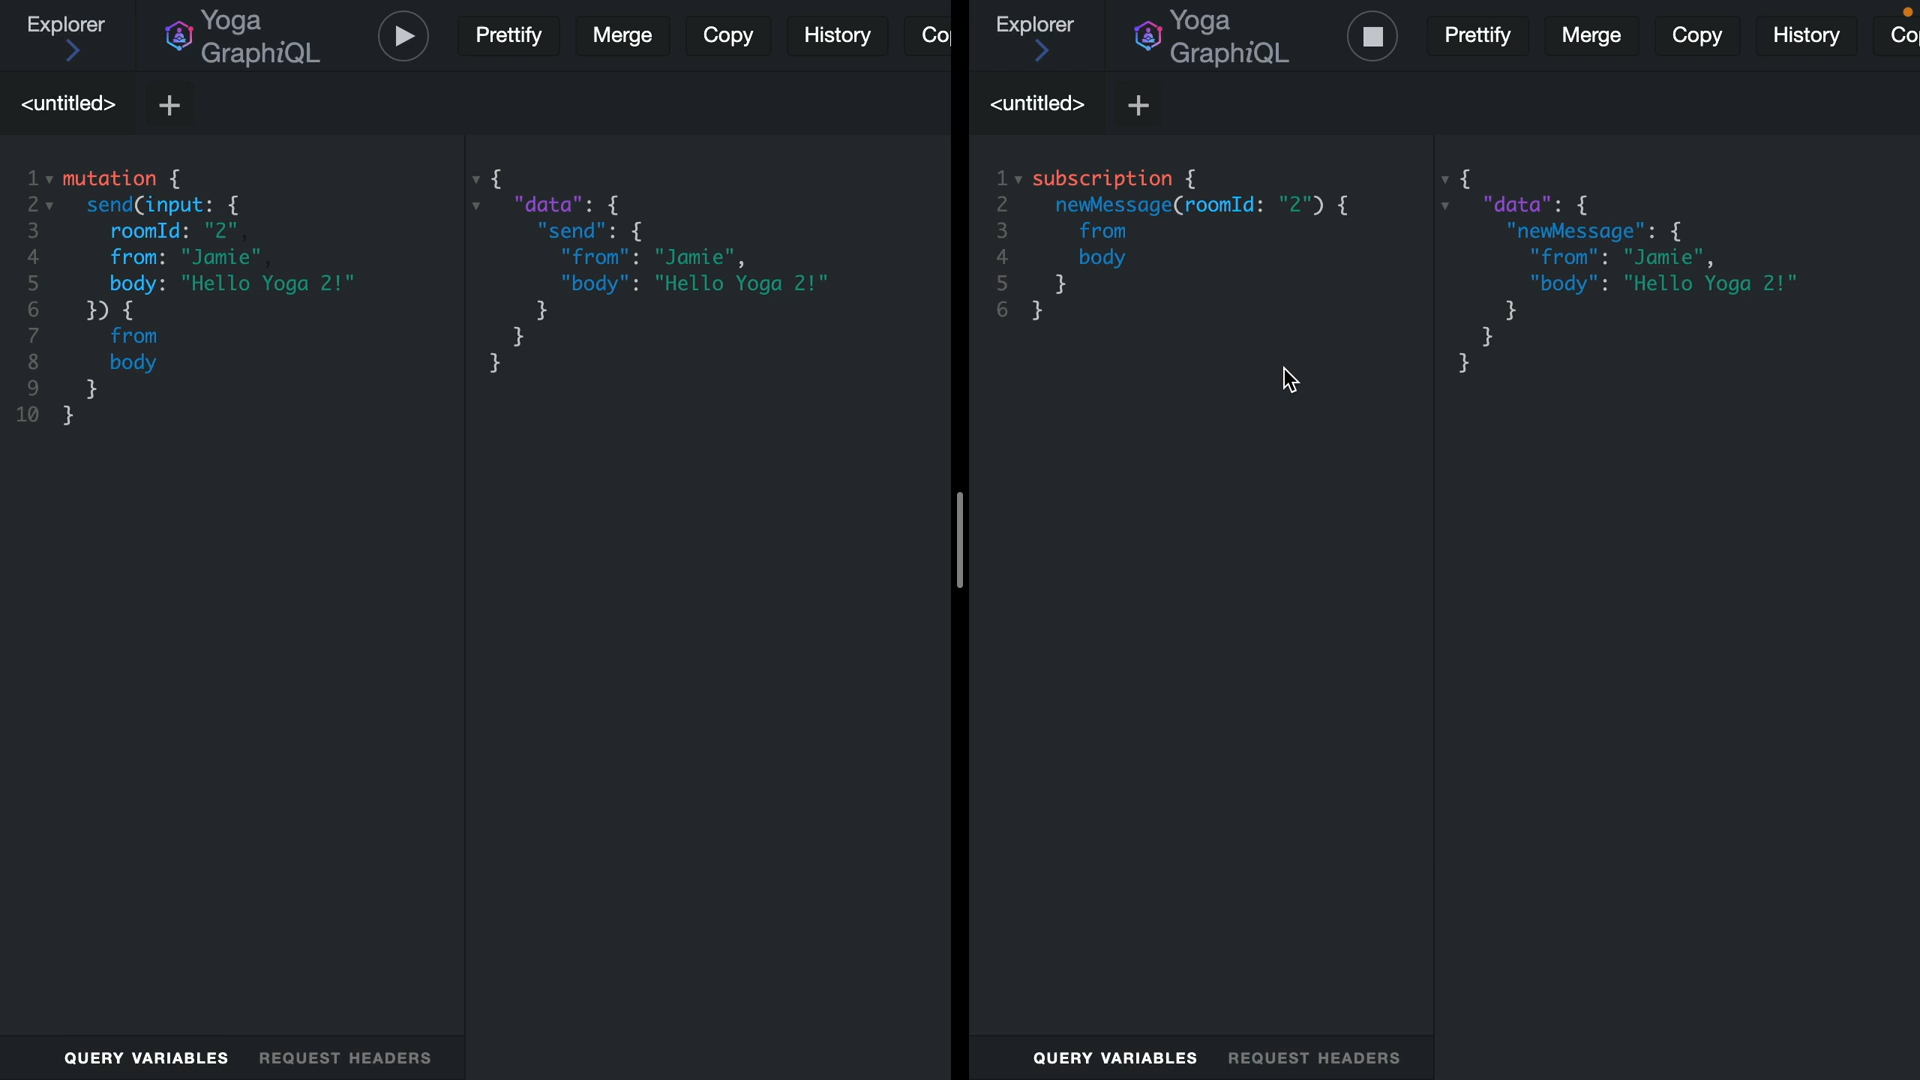 Explorer
Yoga
GraphiQL
Prettify
Merge
Copy
History
Co
<untitled>
+
1 mutation {
2 send(input: {
3 roomId: "2",
4 from: "Jamie",
5 body: "Hello Yoga 2!"
6 }) {
7 from
8 body
9 }
10 }
{
"data": {
"send": {
"from": "Jamie",
"body": "Hello Yoga 2!"
}
}
}
QUERY VARIABLES
REQUEST HEADERS
Explorer
Yoga
GraphiQL
Prettify
Merge
Copy
History
Co
<untitled>
+
1 subscription {
2 newMessage(roomId: "2") {
3 from
4 body
5 }
6 }
{
"data": {
"newMessage": {
"from": "Jamie",
"body": "Hello Yoga 2!"
}
}
}
QUERY VARIABLES
REQUEST HEADERS